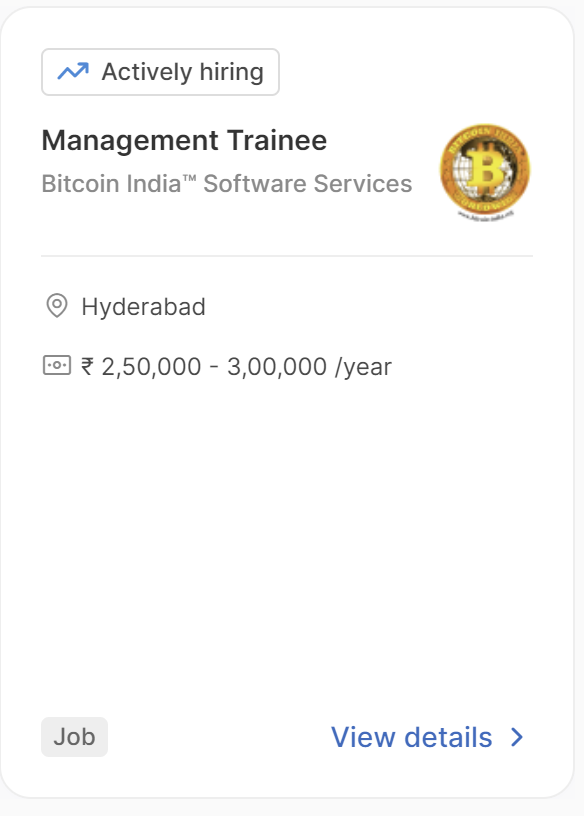 Actively hiring
Management Trainee
Bitcoin India™ Software Services
BITCOIN INDIA
B
Hyderabad
₹ 2,50,000 - 3,00,000 /year
Job
View details